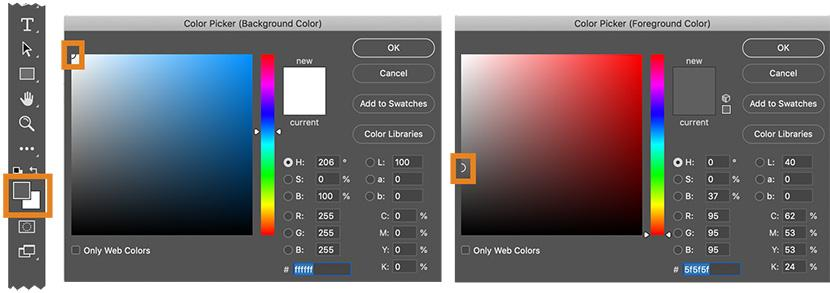 T
Color Picker (Background Color)
new
current
OK
Cancel
Add to Swatches
Color Libraries
H: 206 °
S: 0 %
B: 100 %
R: 255
G: 255
B: 255
L: 100
a: 0
b: 0
C: 0 %
M: 0 %
Y: 0 %
K: 0 %
Only Web Colors
# ffffff
Color Picker (Foreground Color)
new
current
OK
Cancel
Add to Swatches
Color Libraries
H: 0 °
S: 0 %
B: 37 %
R: 95
G: 95
B: 95
L: 40
a: 0
b: 0
C: 62 %
M: 53 %
Y: 53 %
K: 24 %
Only Web Colors
# 5f5f5f